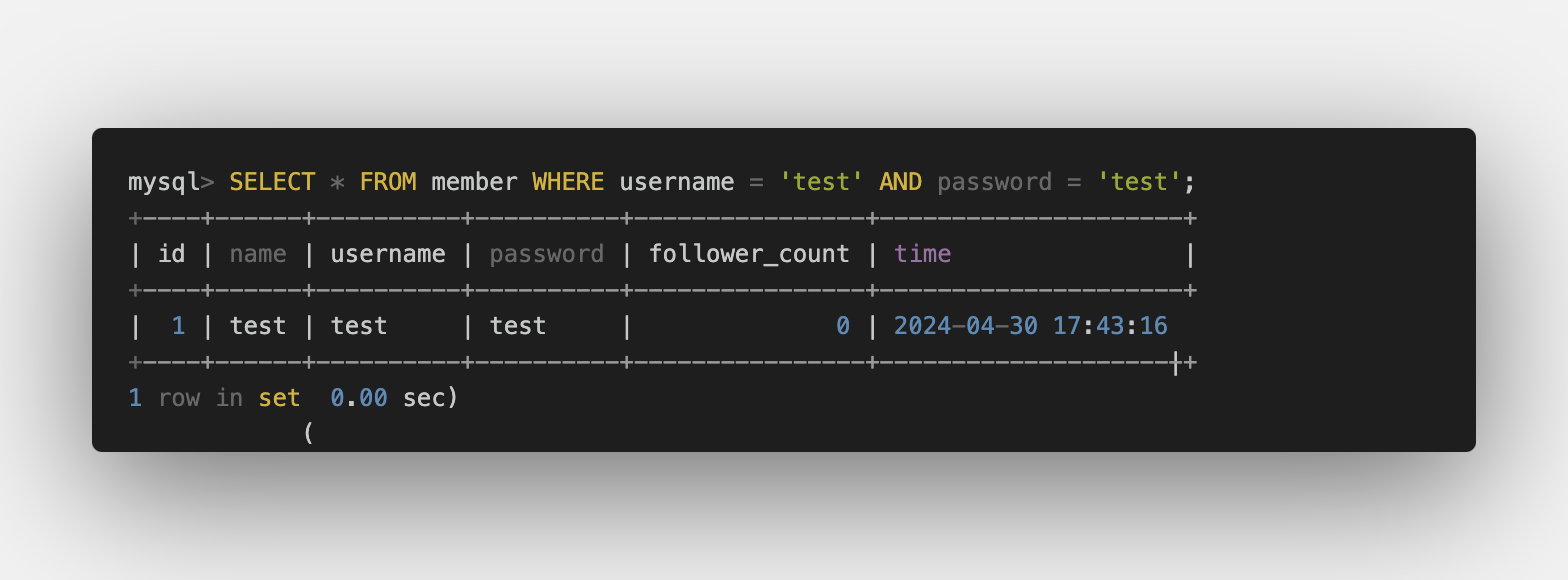 mysql> SELECT * FROM member WHERE username = 'test' AND password = 'test';
+----+------+----------+----------+----------------+---------------------+
| id | name | username | password | follower_count | time                |
+----+------+----------+----------+----------------+---------------------+
|  1 | test | test     | test     |              0 | 2024-04-30 17:43:16
+----+------+----------+----------+----------------+---------------------|+
1 row in set  0.00 sec)
            (